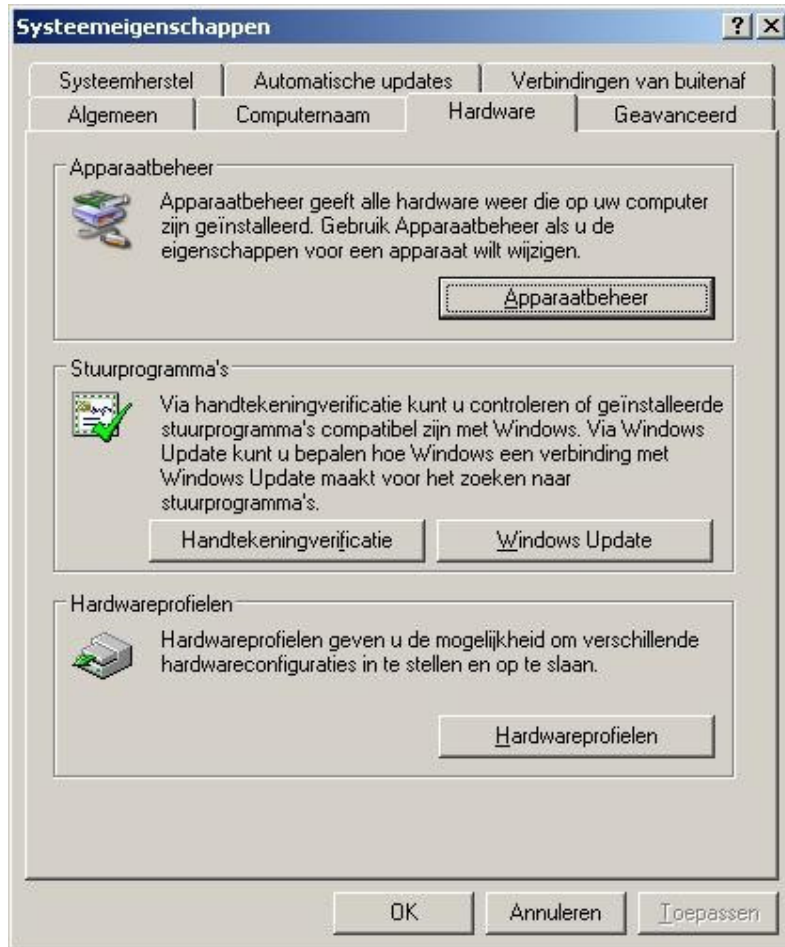 Systeemeigenschappen
Systeemherstel Automatische updates Verbindingen van buitenaf
Algemeen Computernaam Hardware Geavanceerd
Apparaatbeheer
Apparaatbeheer geeft alle hardware weer die op uw computer
zijn geïnstalleerd. Gebruik Apparaatbeheer als u de
eigenschappen voor een apparaat wilt wijzigen.
Apparaatbeheer
Stuurprogramma's
Via handtekeningverificatie kunt u controleren of geïnstalleerde
stuurprogramma's compatibel zijn met Windows. Via Windows
Update kunt u bepalen hoe Windows een verbinding met
Windows Update maakt voor het zoeken naar
stuurprogramma's.
Handtekeningverificatie Windows Update
Hardwareprofielen
Hardwareprofielen geven u de mogelijkheid om verschillende
hardwareconfiguraties in te stellen en op te slaan.
Hardwareprofielen
OK Annuleren Toepassen